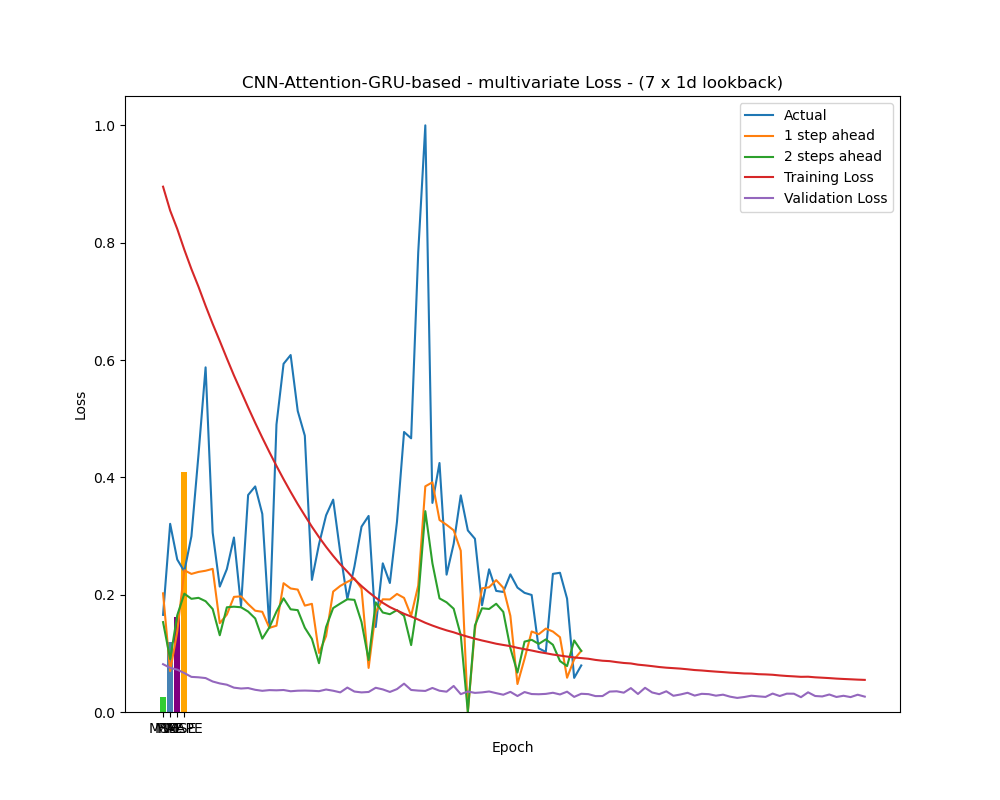 CNN-Attention-GRU-based - multivariate Loss - (7 x 1d lookback)
Actual
1 step ahead
2 steps ahead
Training Loss
Validation Loss
1.0
0.8
0.6
0.4
0.2
0.0
Loss
Epoch